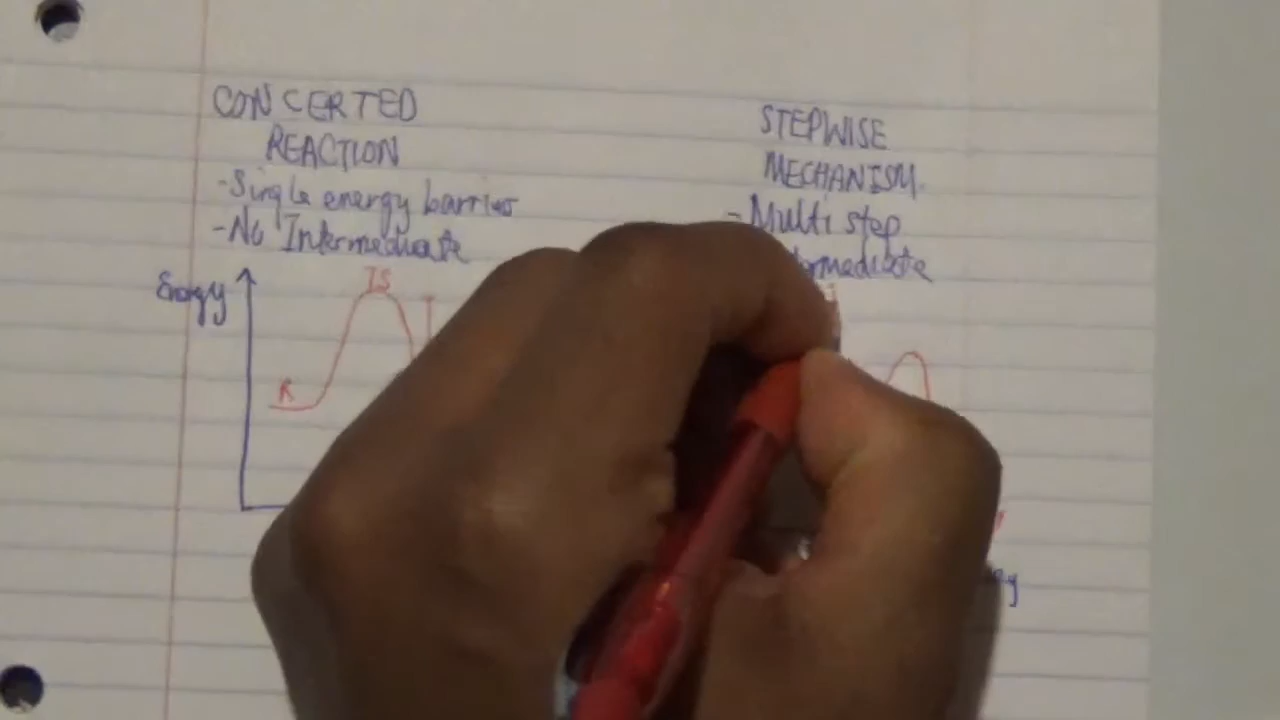 CONCERTED
REACTION
- Single energy barrier
- No Intermediate
Energy
TS
R
STEPWISE
MECHANISM.
- Multi step